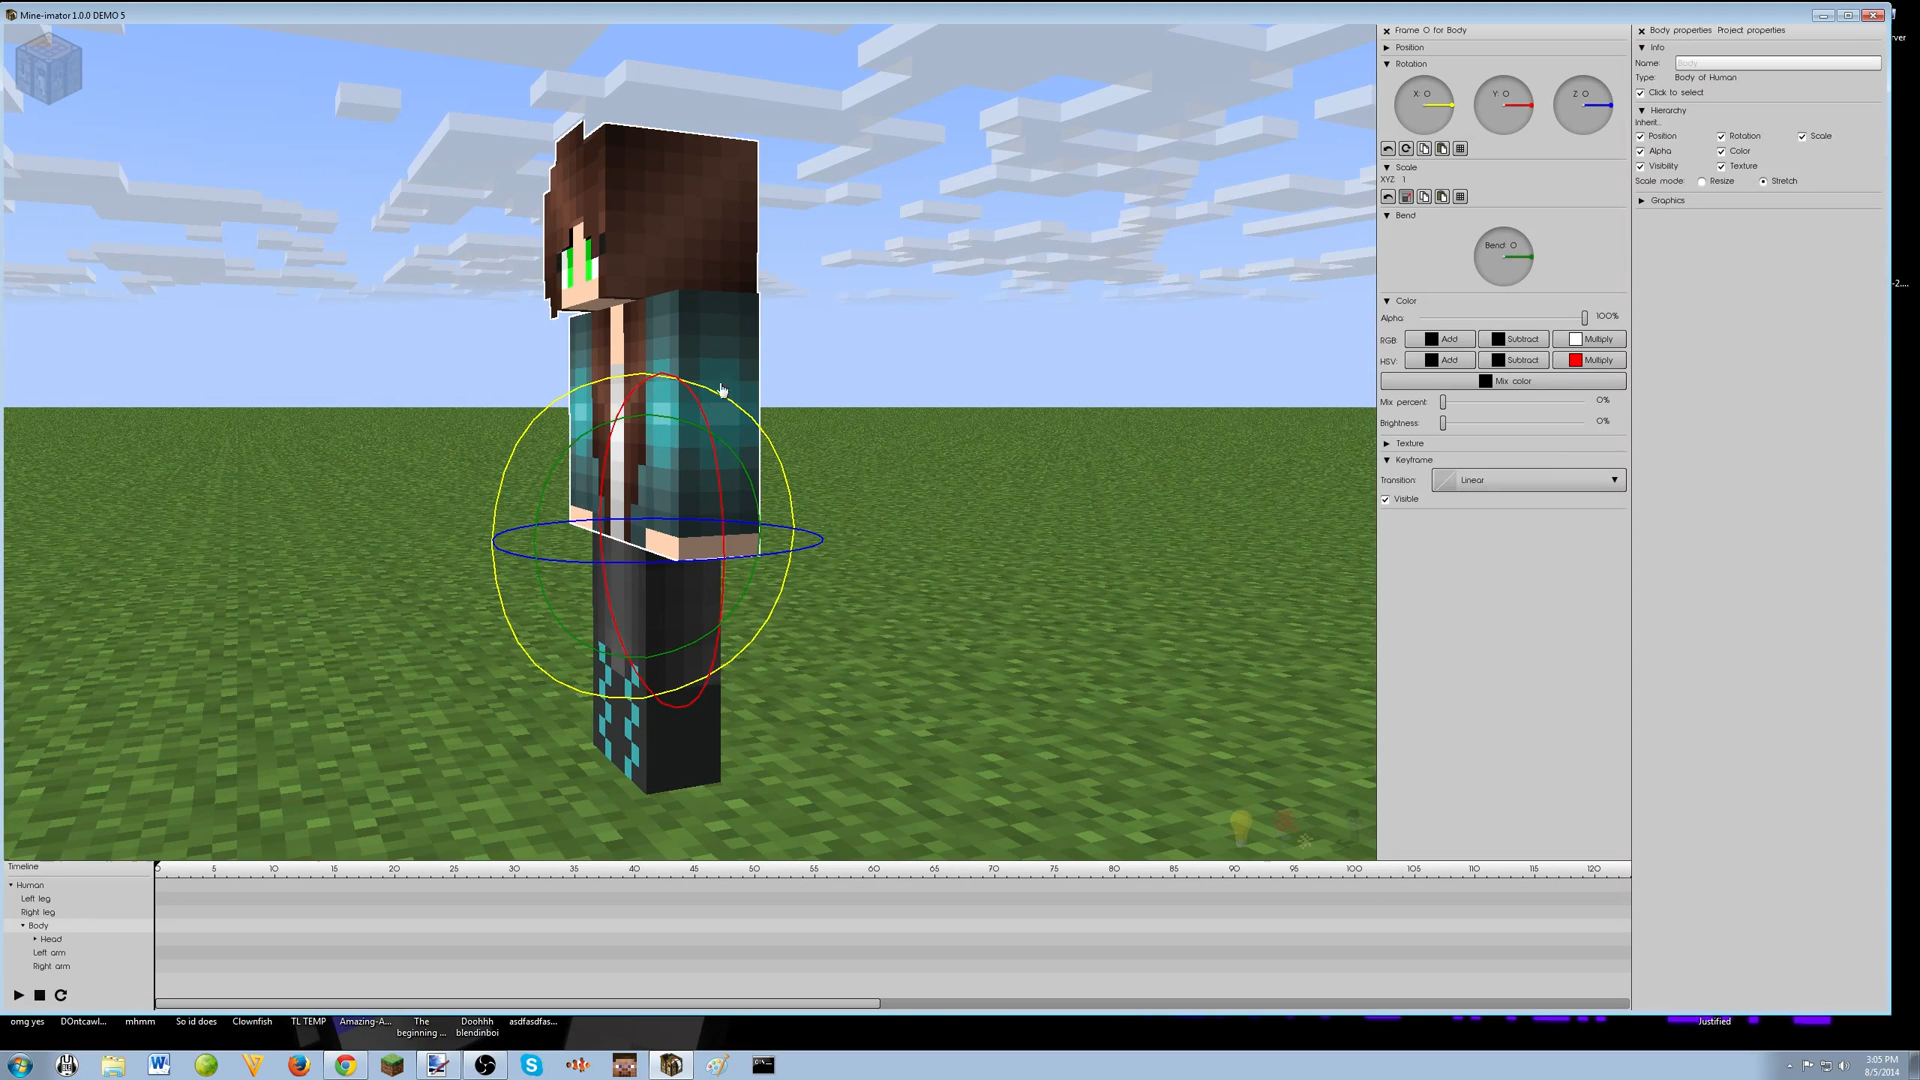 Mine-imator 1.0.0 DEMO 5
Frame 0 for Body
Position
Rotation
X: 0
Y: 0
Z: 0
Scale
XYZ: 1
Bend
Bend: 0
Color
Alpha:
100%
RGB:
Add
Subtract
Multiply
HSV:
Add
Subtract
Multiply
Mix color
Mix percent:
0%
Brightness:
0%
Texture
Keyframe
Transition:
Linear
Visible
Body properties Project properties
Info
Name:
Body
Type:
Body of Human
Click to select
Hierarchy
Inherit...
Position
Rotation
Scale
Alpha
Color
Visibility
Texture
Scale mode:
Resize
Stretch
Graphics
Timeline
0 5 10 15 20 25 30 35 40 45 50 55 60 65 70 75 80 85 90 95 100 105 110 115 120
Human
Left leg
Right leg
Body
Head
Left arm
Right arm
omg yes
DOntcawl...
mhmm
So id does
Clownfish
TL TEMP
Amazing-A...
The
beginning ...
Doohhh
blendinboi
asdfasdfas...
Justified
3:05 PM
8/5/2014